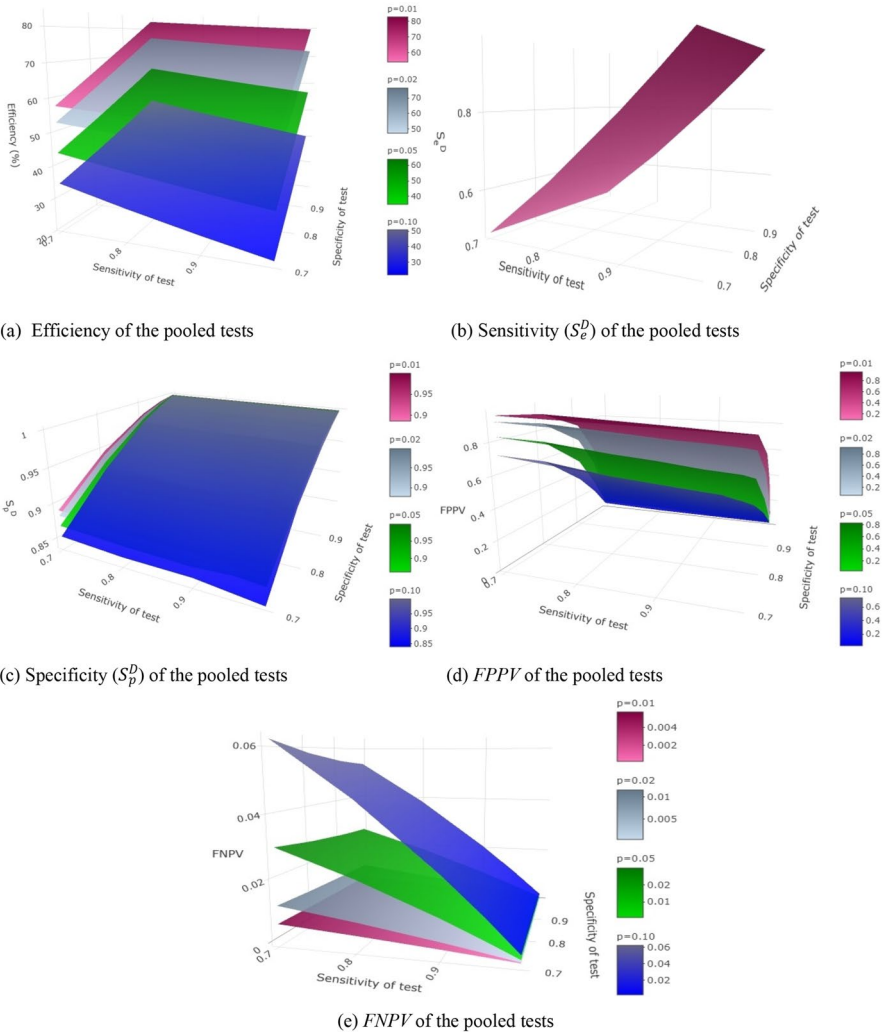 80
70
60
50
40
30
20
Efficiency (%)
0.7
0.8
0.9
Sensitivity of test
0.7
0.8
0.9
Specificity of test
p=0.01
80
70
60
p=0.02
70
60
50
p=0.05
60
50
40
p=0.10
50
40
30
(a) Efficiency of the pooled tests
0.8
0.6
SeD
0.7
0.8
0.9
Sensitivity of test
0.7
0.8
0.9
Specificity of test
(b) Sensitivity (S_e^D) of the pooled tests
1
0.95
0.9
0.85
SpD
0.7
0.8
0.9
Sensitivity of test
0.7
0.8
0.9
Specificity of test
p=0.01
0.95
0.9
p=0.02
0.95
0.9
p=0.05
0.95
0.9
p=0.10
0.95
0.9
0.85
(c) Specificity (S_p^D) of the pooled tests
0.8
0.6
0.4
0.2
0
FPPV
0.7
0.8
0.9
Sensitivity of test
0.7
0.8
0.9
Specificity of test
p=0.01
0.8
0.6
0.4
0.2
p=0.02
0.8
0.6
0.4
0.2
p=0.05
0.8
0.6
0.4
0.2
p=0.10
0.6
0.4
0.2
(d) FPPV of the pooled tests
0.06
0.04
0.02
0
FNPV
0.7
0.8
0.9
Sensitivity of test
0.7
0.8
0.9
Specificity of test
p=0.01
0.004
0.002
p=0.02
0.01
0.005
p=0.05
0.02
0.01
p=0.10
0.06
0.04
0.02
(e) FNPV of the pooled tests